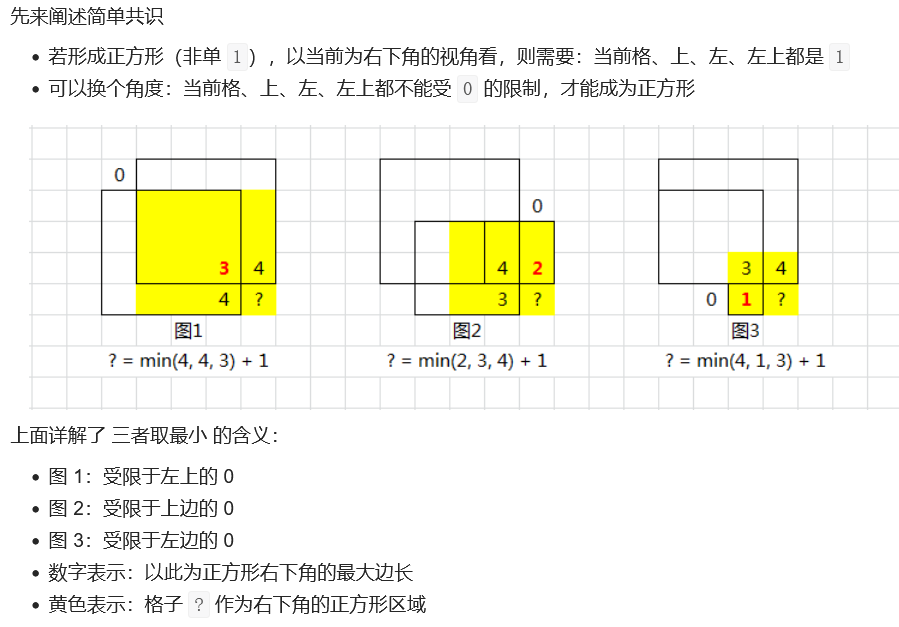 先来阐述简单共识
• 若形成正方形（非单 1），以当前为右下角的视角看，则需要：当前格、上、左、左上都是 1
• 可以换个角度：当前格、上、左、左上都不能受 0 的限制，才能成为正方形
0
0
3 4 4 2 3 4
4 ? 3 ? 0 1 ?
图1 图2 图3
? = min(4, 4, 3) + 1 ? = min(2, 3, 4) + 1 ? = min(4, 1, 3) + 1
上面详解了 三者取最小 的含义：
• 图 1：受限于左上的 0
• 图 2：受限于上边的 0
• 图 3：受限于左边的 0
• 数字表示：以此为正方形右下角的最大边长
• 黄色表示：格子 ? 作为右下角的正方形区域